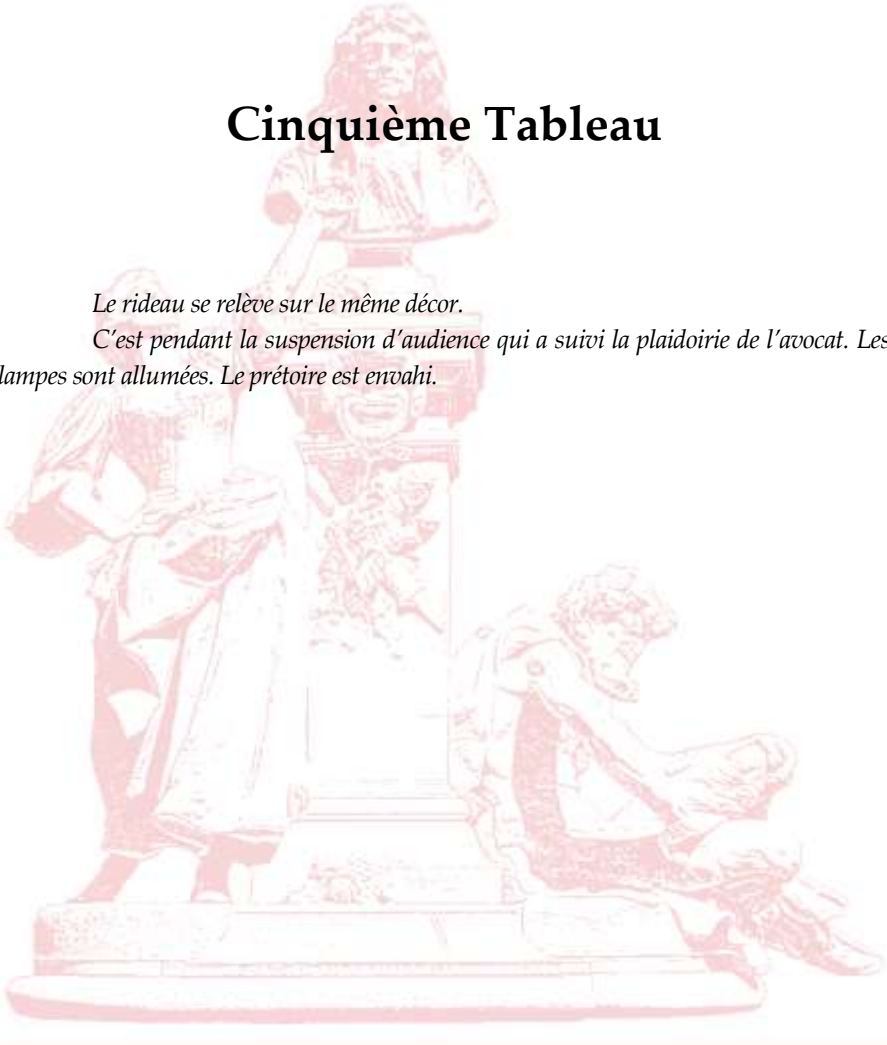 Cinquième Tableau
Le rideau se relève sur le même décor.
C’est pendant la suspension d’audience qui a suivi la plaidoirie de l’avocat. Les
lampes sont allumées. Le prétoire est envahi.